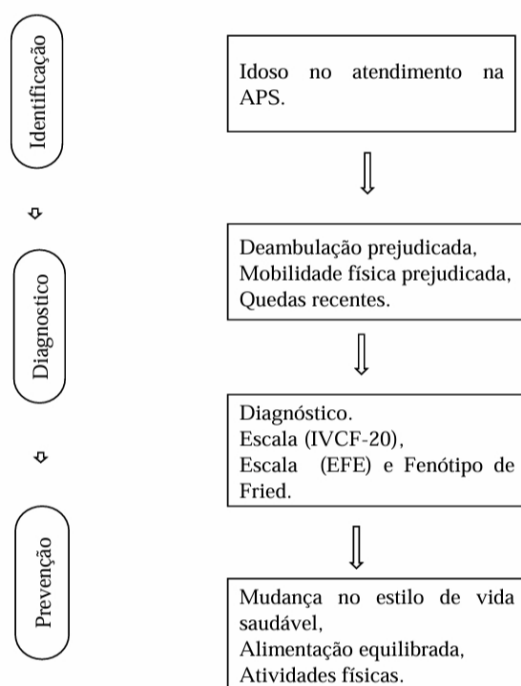 Identificação
Idoso no atendimento na
APS.
Deambulação prejudicada,
Mobilidade física prejudicada,
Quedas recentes.
Diagnostico
Diagnóstico.
Escala (IVCF-20),
Escala (EFE) e Fenótipo de
Fried.
Prevenção
Mudança no estilo de vida
saudável,
Alimentação equilibrada,
Atividades físicas.